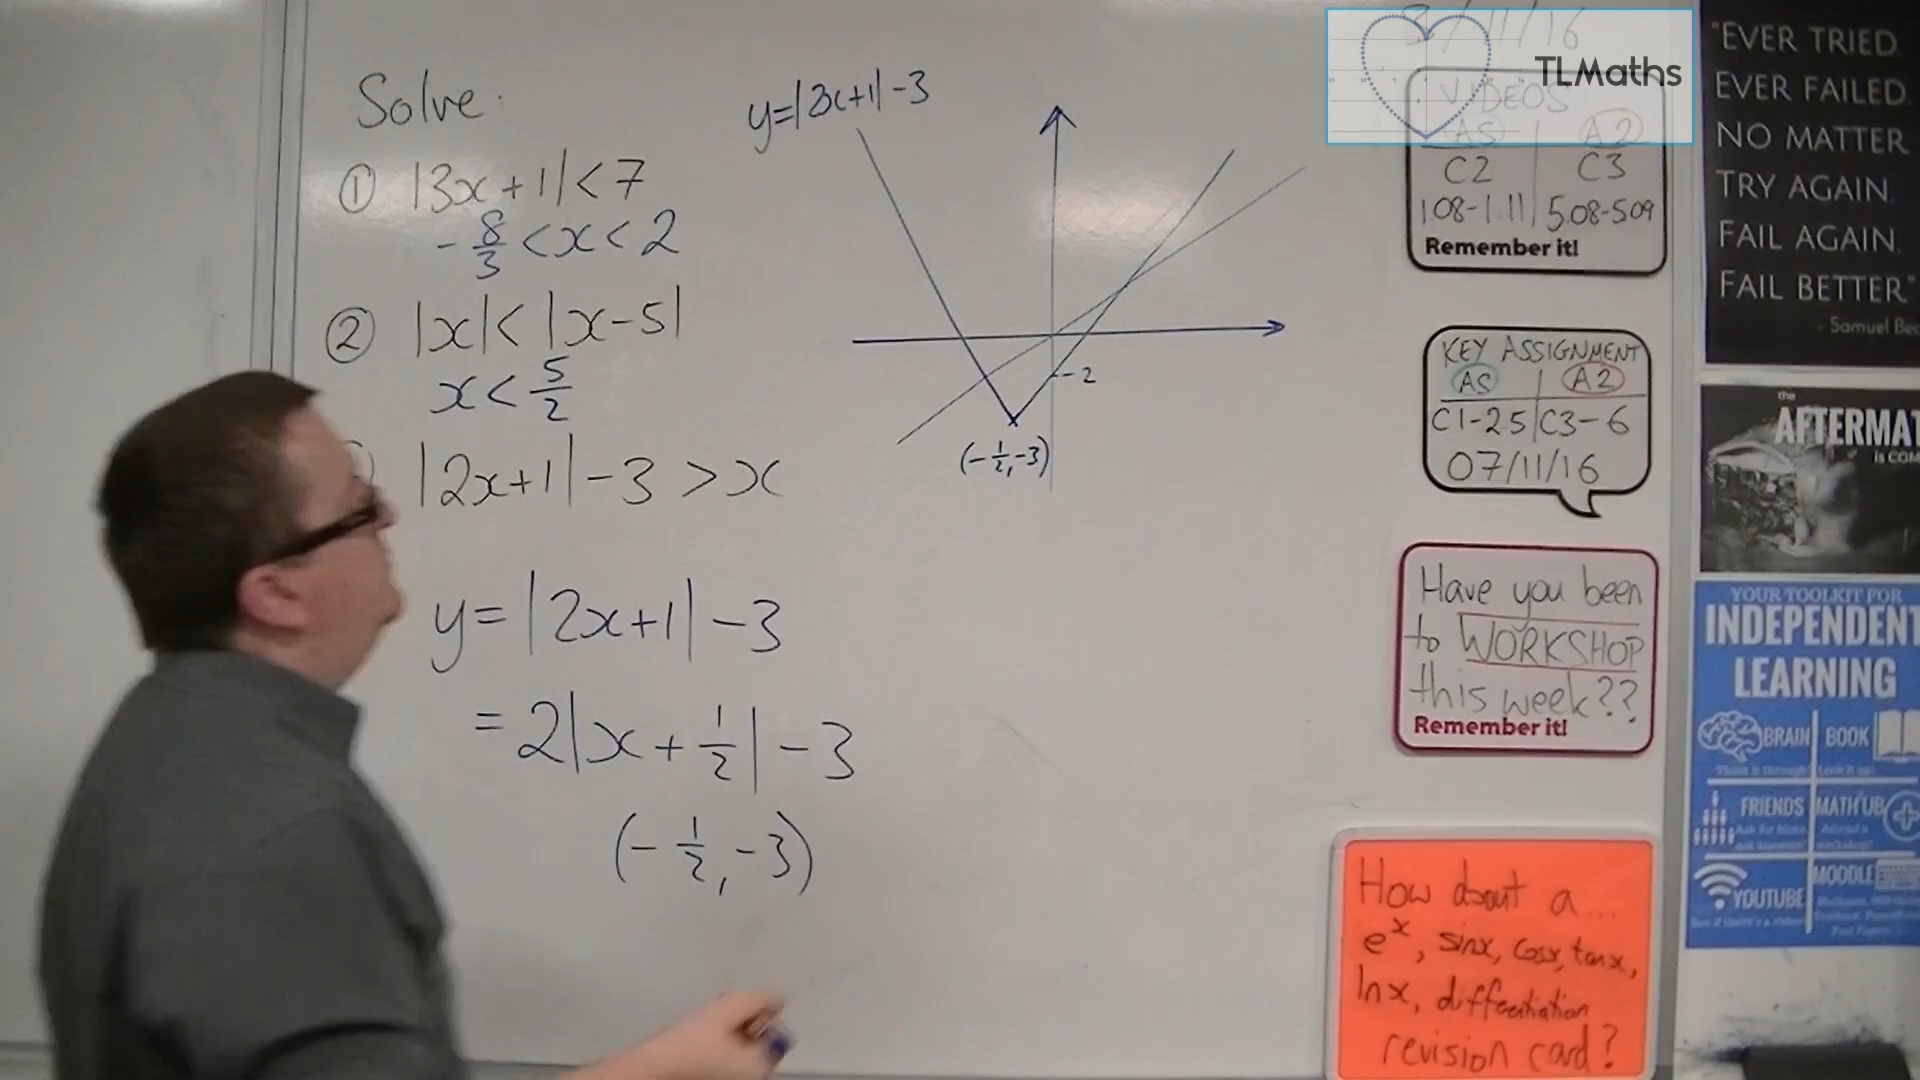 Solve:
① |3x+1| < 7
- 8/3 < x < 2
② |x| < |x-5|
x < 5/2
|2x+1| - 3 > x
y = |2x+1| - 3
= 2|x + 1/2| - 3
(-1/2, -3)
y=|2x+1| -3
-2
(-1/2, -3)
3/11/16
TLMaths
VIDEOS
AS A2
C2 C3
1.08-1.11 5.08-5.09
Remember it!
KEY ASSIGNMENT
AS A2
C1-25 C3-6
07/11/16
Have you been
to WORKSHOP
this week??
Remember it!
How about a...
e^x, sinx, cosx, tanx,
lnx, differentiation
revision card?
"EVER TRIED.
EVER FAILED.
NO MATTER
TRY AGAIN.
FAIL AGAIN.
FAIL BETTER."
- Samuel Bec
the
AFTERMAT
is COM
YOUR TOOLKIT FOR
INDEPENDENT
LEARNING
BRAIN BOOK
FRIENDS MATH'UB
YOUTUBE MOODLE